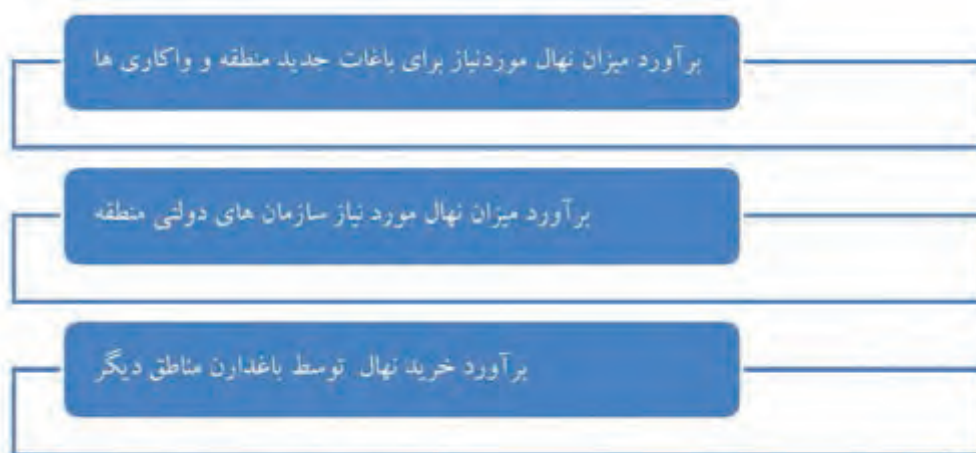 برآورد میزان نهال موردنیاز برای باغات جدید منطقه و واکاری ها
برآورد میزان نهال مورد نیاز سازمان های دولتی منطقه
برآورد خرید نهال توسط باغدارن مناطق دیگر